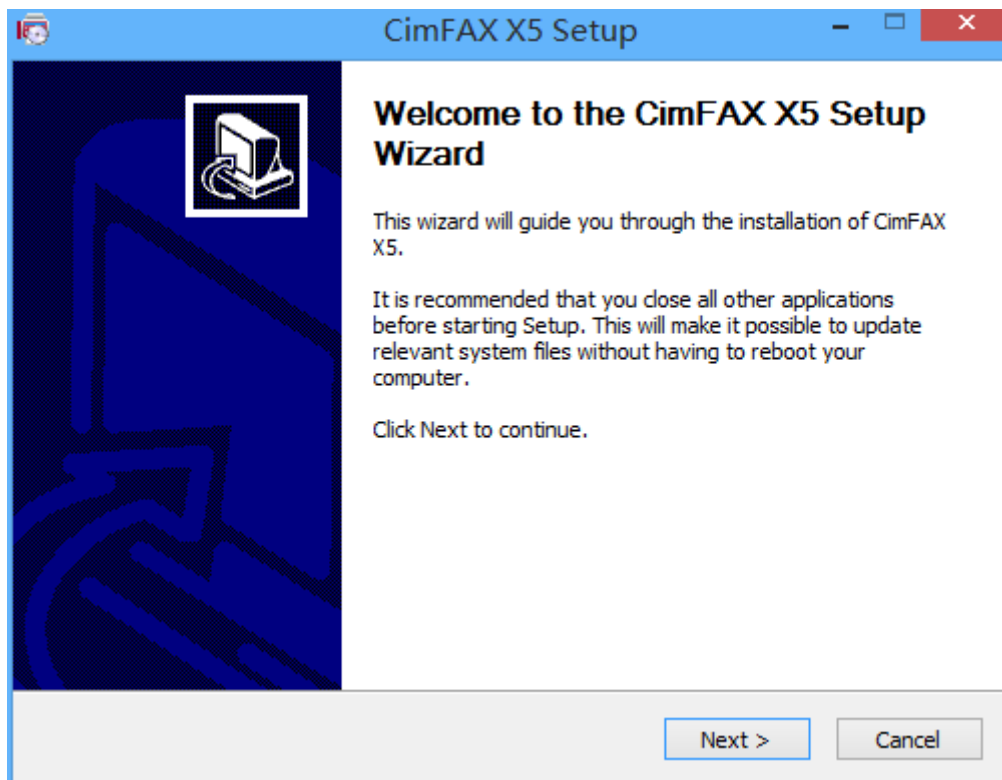 CimFAX X5 Setup
Welcome to the CimFAX X5 Setup
Wizard
This wizard will guide you through the installation of CimFAX
X5.
It is recommended that you close all other applications
before starting Setup. This will make it possible to update
relevant system files without having to reboot your
computer.
Click Next to continue.
Next >
Cancel